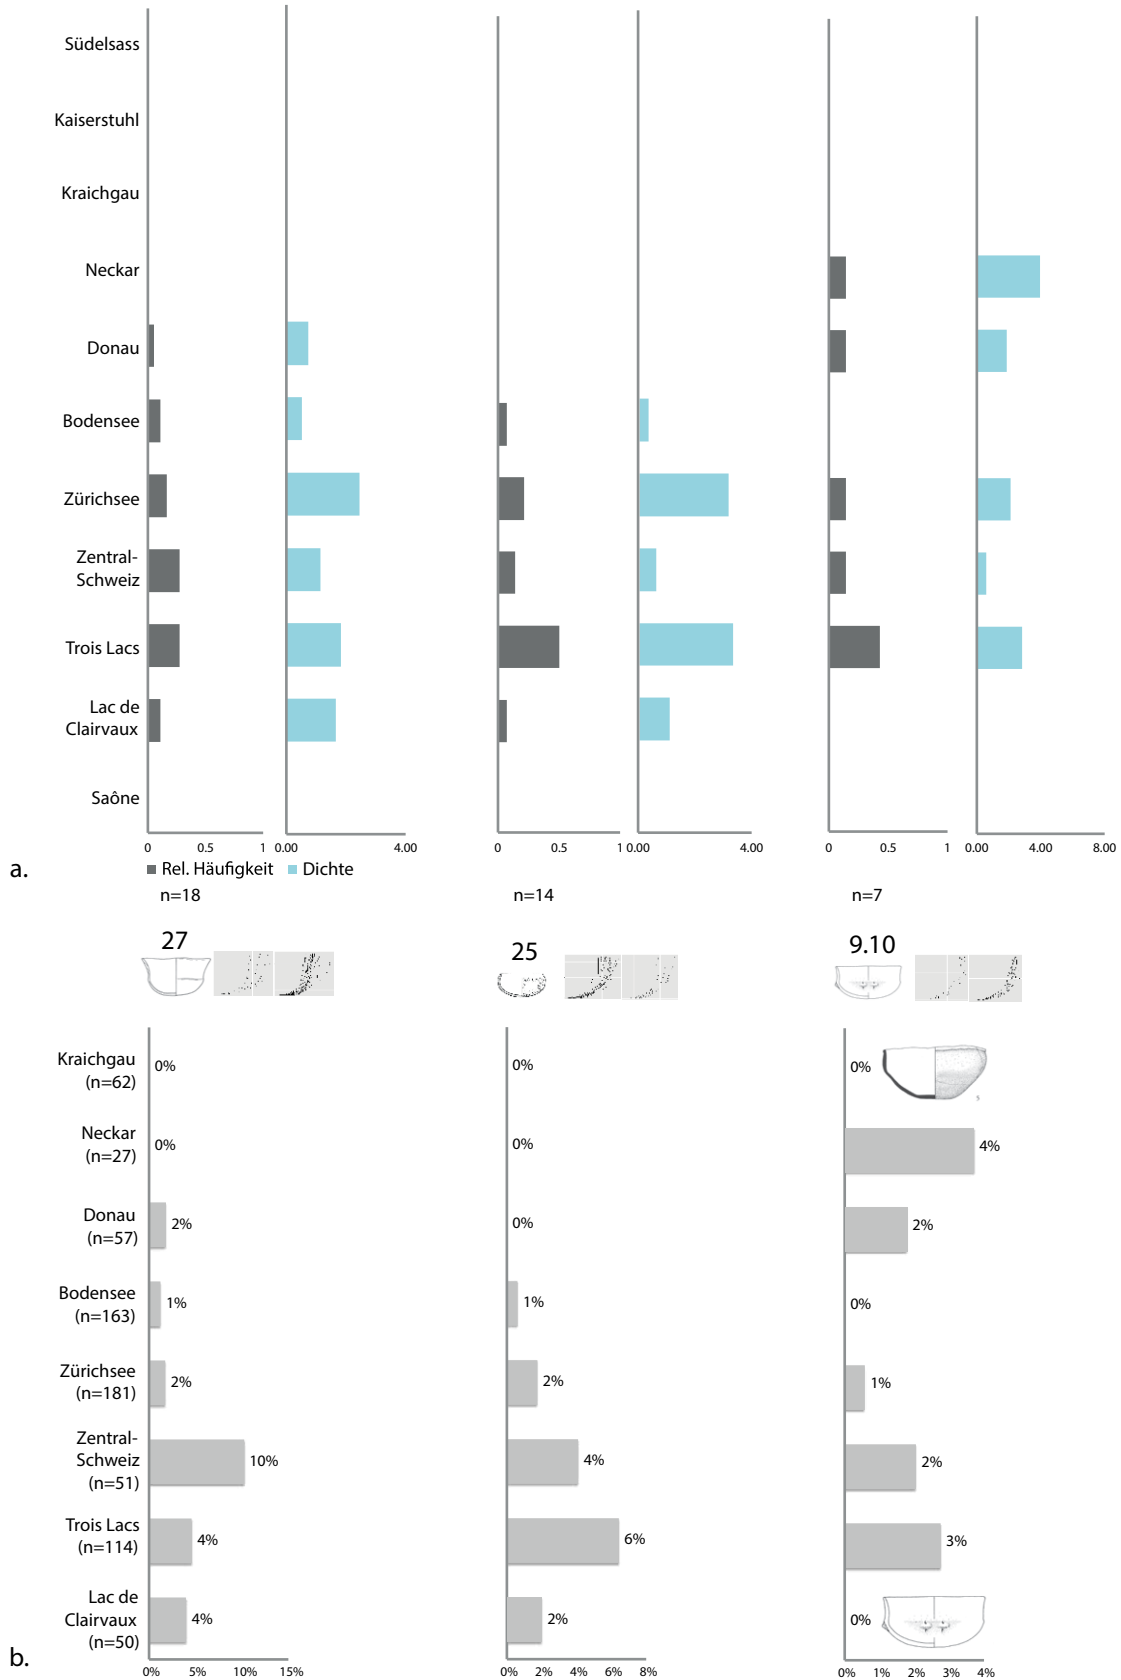 Südelsass
Kaiserstuhl
Kraichgau
Neckar
Donau
Bodensee
Zürichsee
Zentral-
Schweiz
Trois Lacs
Lac de
Clairvaux
Saône
0 0.5 1 0.00 4.00 0 0.5 1 0.00 4.00 0 0.5 1 0.00 4.00 8.00
a. Rel. Häufigkeit Dichte
n=18 n=14 n=7
27 25 9.10
Kraichgau
(n=62) 0% 0% 0%
Neckar
(n=27) 0% 0% 4%
Donau
(n=57) 2% 0% 2%
Bodensee
(n=163) 1% 1% 0%
Zürichsee
(n=181) 2% 2% 1%
Zentral-
Schweiz 10% 4% 2%
(n=51)
Trois Lacs
(n=114) 4% 6% 3%
Lac de
Clairvaux 4% 2% 0%
(n=50)
b.
0% 5% 10% 15% 0% 2% 4% 6% 8% 0% 1% 2% 3% 4%